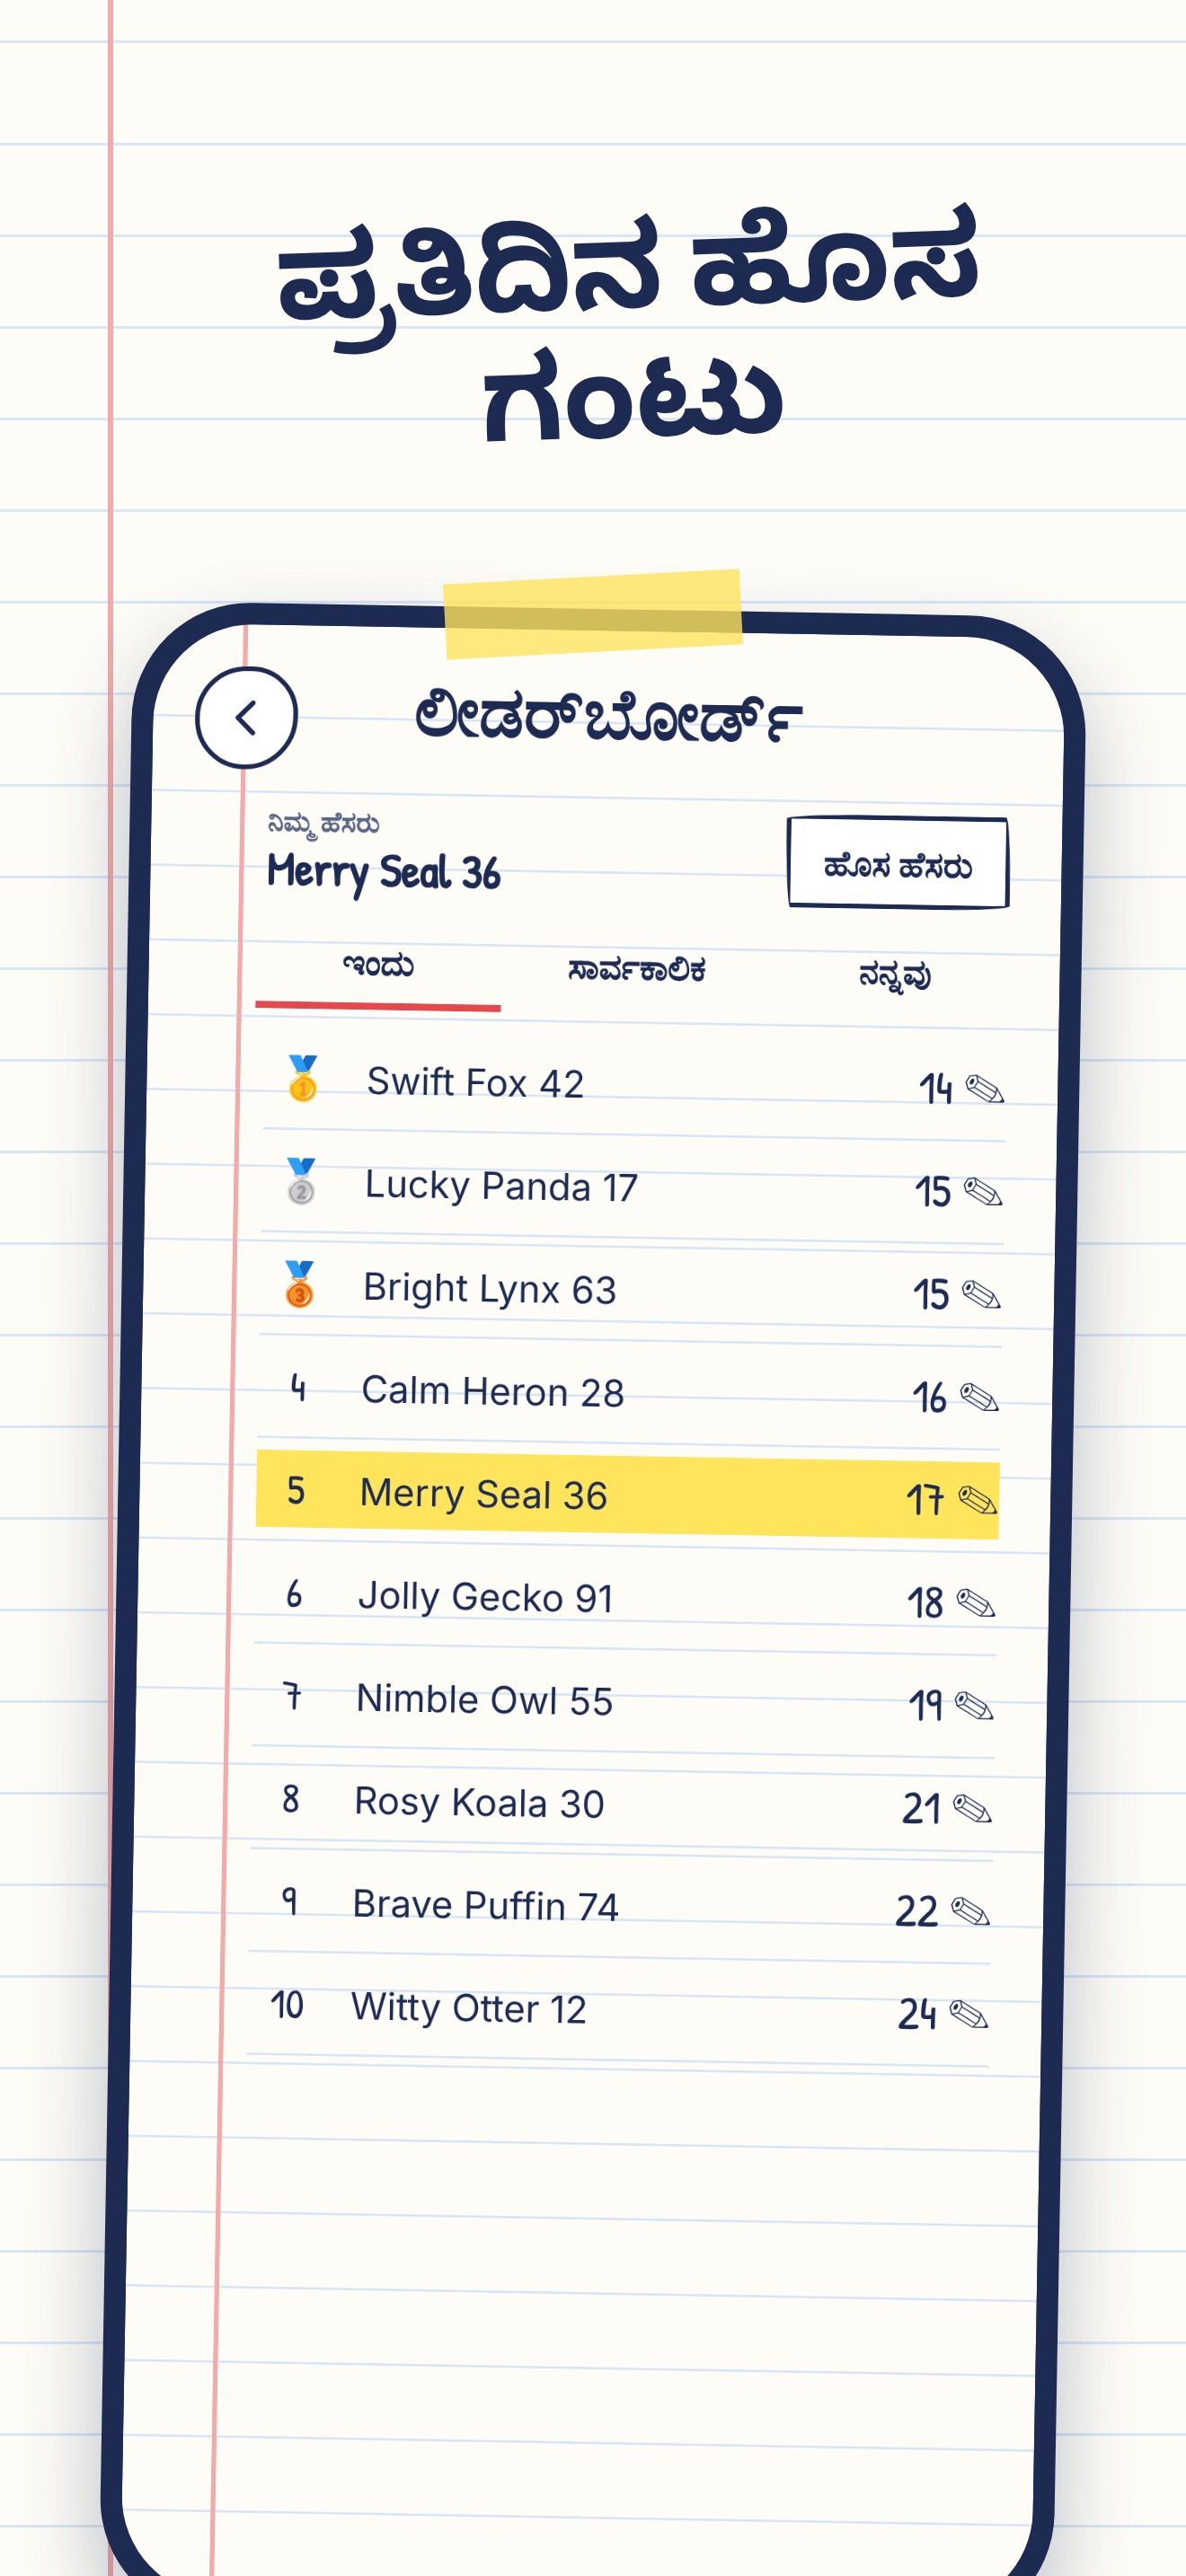 ಪ್ರತಿದಿನ ಹೊಸ
ಗಂಟು
ಲೀಡರ್‌ಬೋರ್ಡ್
ನಿಮ್ಮ ಹೆಸರು
Merry Seal 36
ಹೊಸ ಹೆಸರು
ಇಂದು ಸಾರ್ವಕಾಲಿಕ ನನ್ನವು
🥇 Swift Fox 42 14 ✏
🥈 Lucky Panda 17 15 ✏
🥉 Bright Lynx 63 15 ✏
4 Calm Heron 28 16 ✏
5 Merry Seal 36 17 ✏
6 Jolly Gecko 91 18 ✏
7 Nimble Owl 55 19 ✏
8 Rosy Koala 30 21 ✏
9 Brave Puffin 74 22 ✏
10 Witty Otter 12 24 ✏